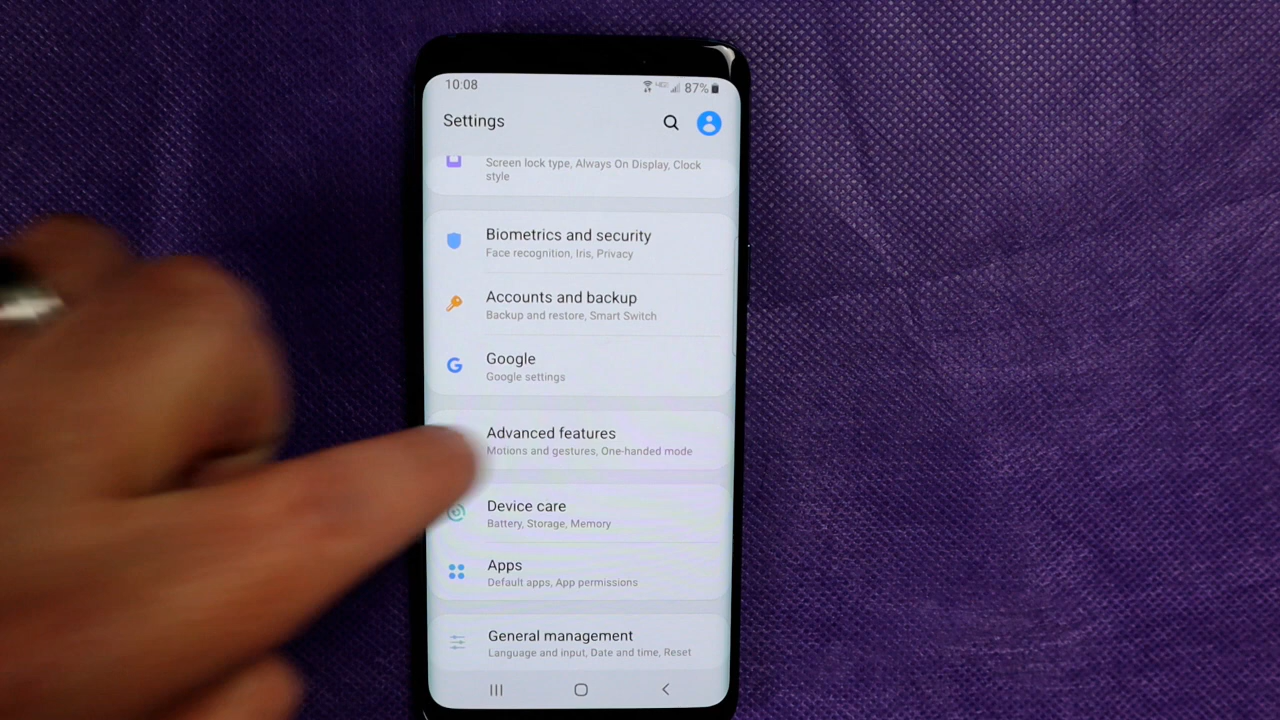 10:08
4G 87%
Settings
Screen lock type, Always On Display, Clock
style
Biometrics and security
Face recognition, Iris, Privacy
Accounts and backup
Backup and restore, Smart Switch
Google
Google settings
Advanced features
Motions and gestures, One-handed mode
Device care
Battery, Storage, Memory
Apps
Default apps, App permissions
General management
Language and input, Date and time, Reset